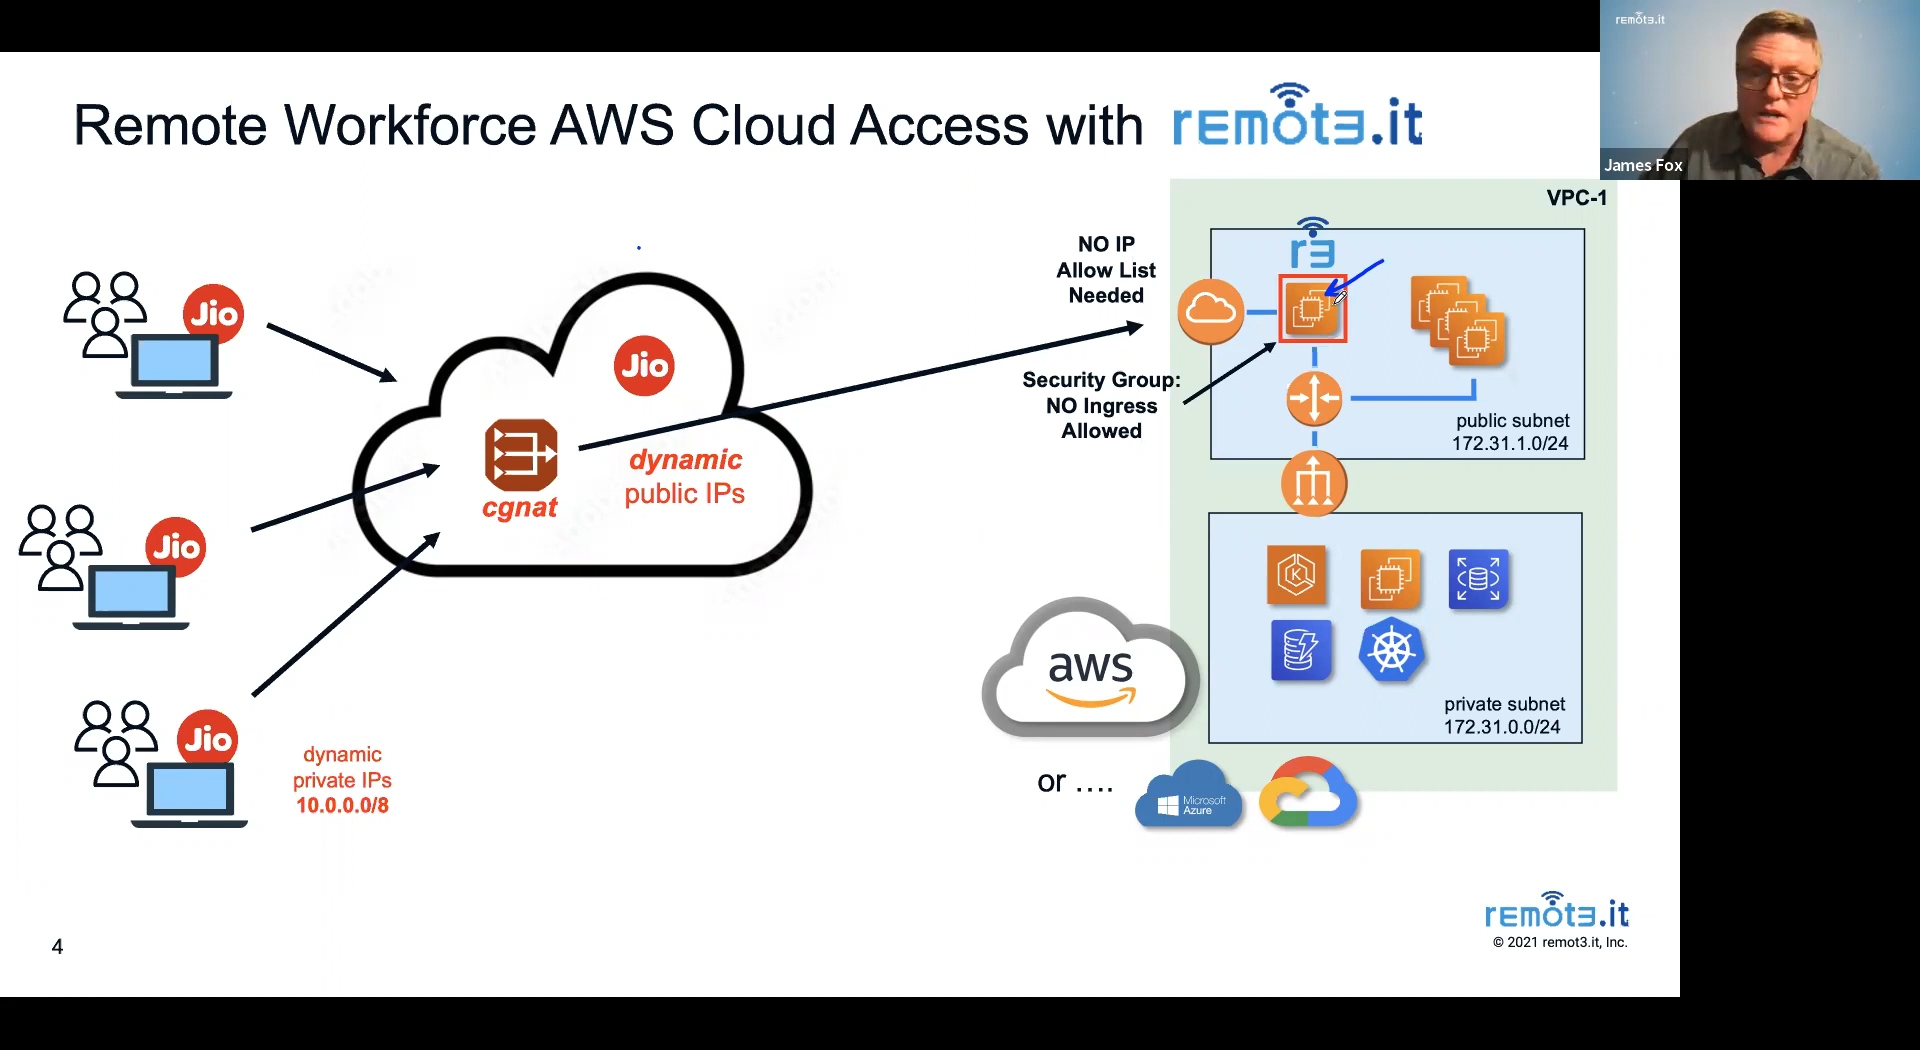 remot3.it
James Fox
Remote Workforce AWS Cloud Access with remot3.it
VPC-1
NO IP
Allow List
Needed
r3
Jio
Jio
Security Group:
NO Ingress
Allowed
public subnet
172.31.1.0/24
dynamic
public IPs
cgnat
Jio
K
aws
private subnet
172.31.0.0/24
Jio
dynamic
private IPs
10.0.0.0/8
or ....
Microsoft
Azure
remot3.it
© 2021 remot3.it, Inc.
4